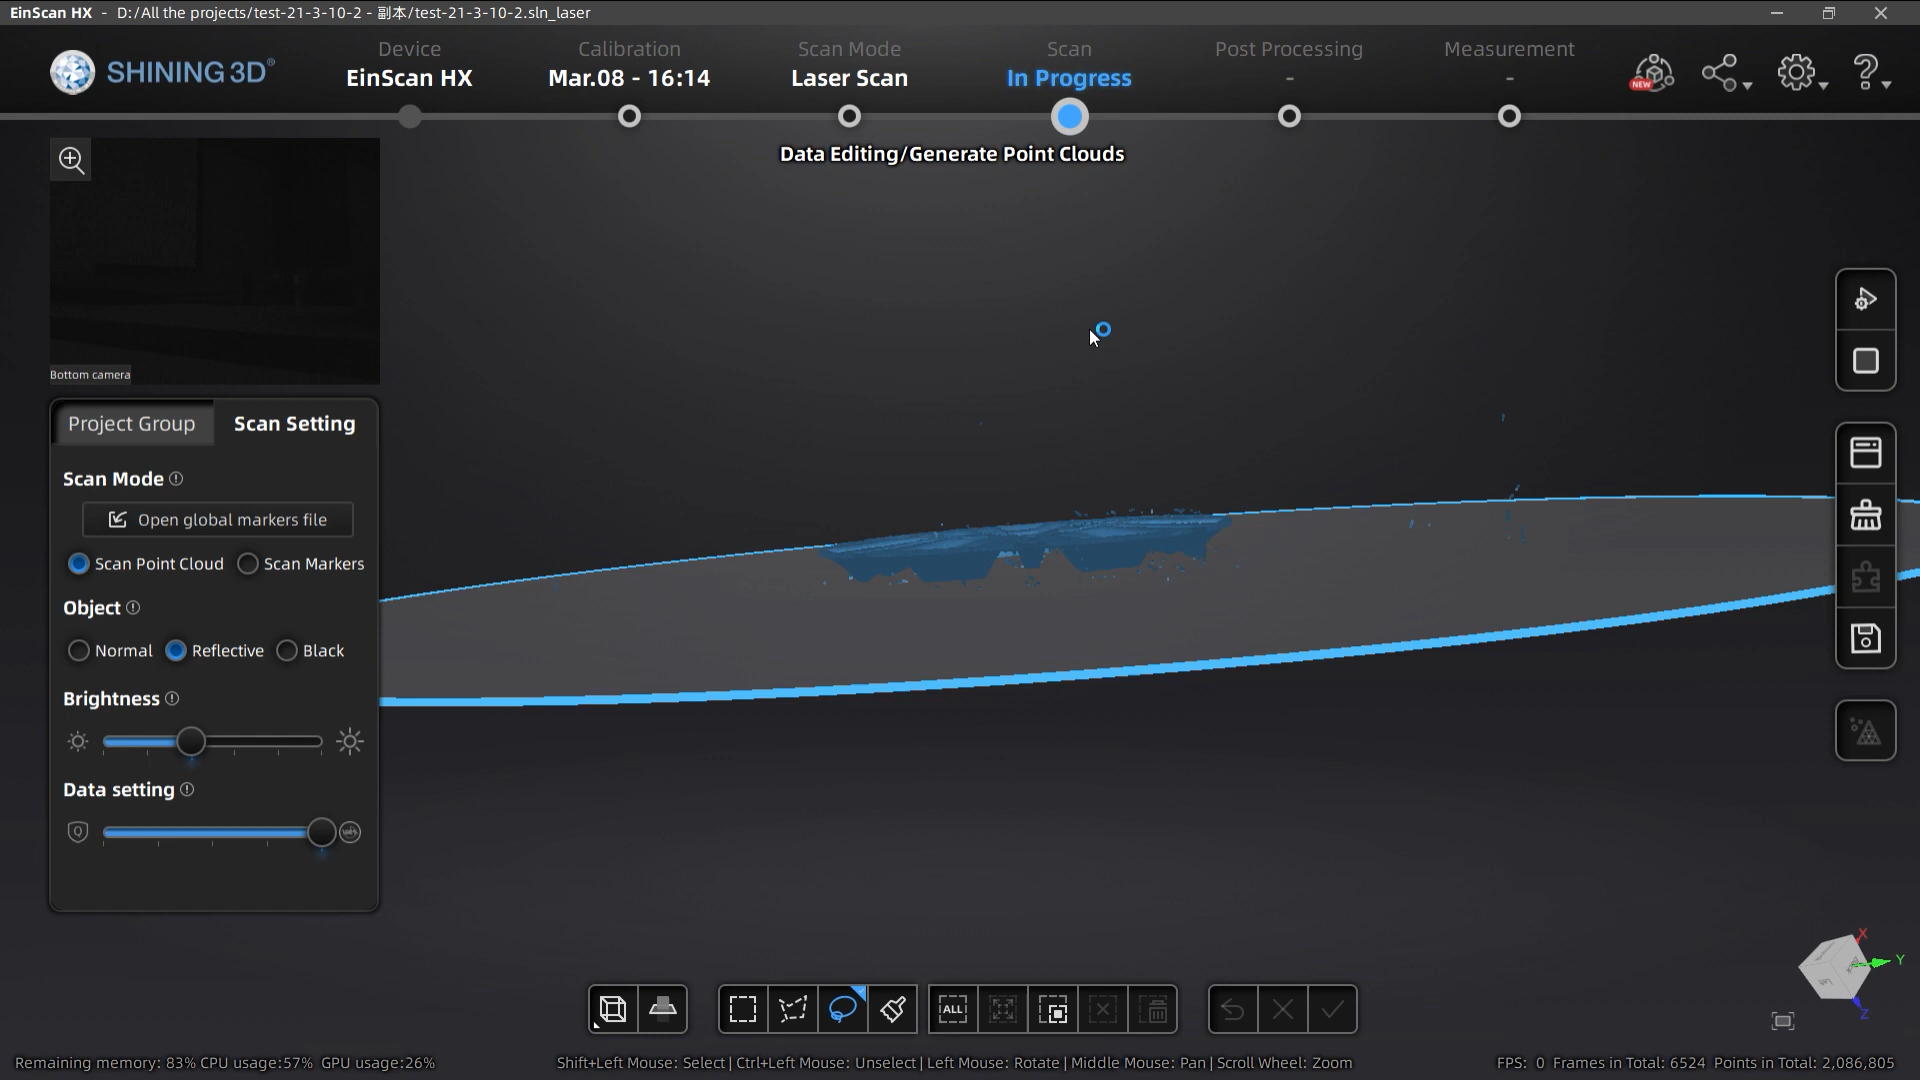 EinScan HX - D:/All the projects/test-21-3-10-2 - 副本/test-21-3-10-2.sln_laser
SHINING 3D®
Device
EinScan HX
Calibration
Mar.08 - 16:14
Scan Mode
Laser Scan
Scan
In Progress
Post Processing
-
Measurement
-
NEW
Data Editing/Generate Point Clouds
Bottom camera
Project Group
Scan Setting
Scan Mode
Open global markers file
Scan Point Cloud
Scan Markers
Object
Normal
Reflective
Black
Brightness
Data setting
Q
ALL
X
Y
Z
Remaining memory: 83% CPU usage:57% GPU usage:26%
Shift+Left Mouse: Select | Ctrl+Left Mouse: Unselect | Left Mouse: Rotate | Middle Mouse: Pan | Scroll Wheel: Zoom
FPS: 0 Frames in Total: 6524 Points in Total: 2,086,805